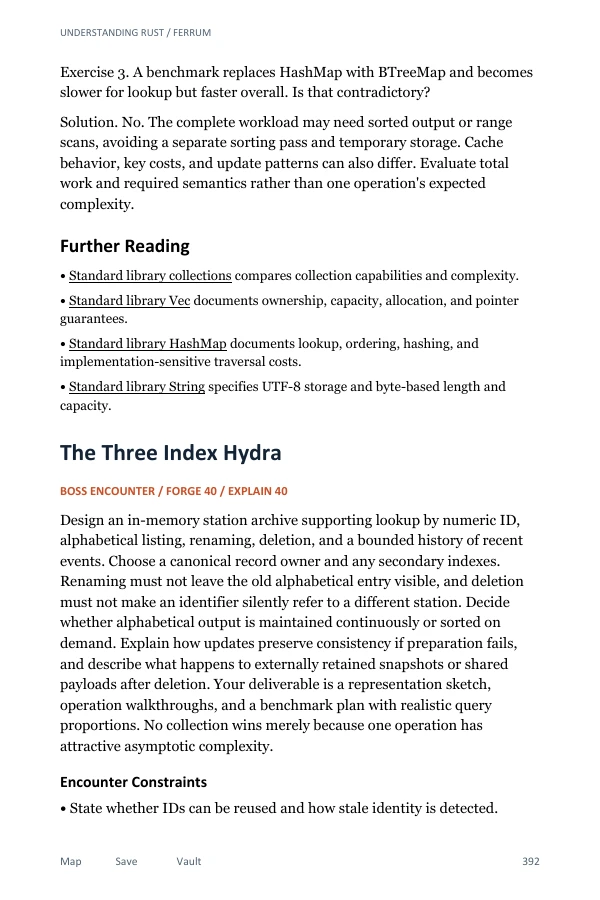 UNDERSTANDING RUST / FERRUM
Exercise 3. A benchmark replaces HashMap with BTreeMap and becomes
slower for lookup but faster overall. Is that contradictory?
Solution. No. The complete workload may need sorted output or range
scans, avoiding a separate sorting pass and temporary storage. Cache
behavior, key costs, and update patterns can also differ. Evaluate total
work and required semantics rather than one operation's expected
complexity.
Further Reading
• Standard library collections compares collection capabilities and complexity.
• Standard library Vec documents ownership, capacity, allocation, and pointer
guarantees.
• Standard library HashMap documents lookup, ordering, hashing, and
implementation-sensitive traversal costs.
• Standard library String specifies UTF-8 storage and byte-based length and
capacity.
The Three Index Hydra
BOSS ENCOUNTER / FORGE 40 / EXPLAIN 40
Design an in-memory station archive supporting lookup by numeric ID,
alphabetical listing, renaming, deletion, and a bounded history of recent
events. Choose a canonical record owner and any secondary indexes.
Renaming must not leave the old alphabetical entry visible, and deletion
must not make an identifier silently refer to a different station. Decide
whether alphabetical output is maintained continuously or sorted on
demand. Explain how updates preserve consistency if preparation fails,
and describe what happens to externally retained snapshots or shared
payloads after deletion. Your deliverable is a representation sketch,
operation walkthroughs, and a benchmark plan with realistic query
proportions. No collection wins merely because one operation has
attractive asymptotic complexity.
Encounter Constraints
• State whether IDs can be reused and how stale identity is detected.
Map Save Vault 392